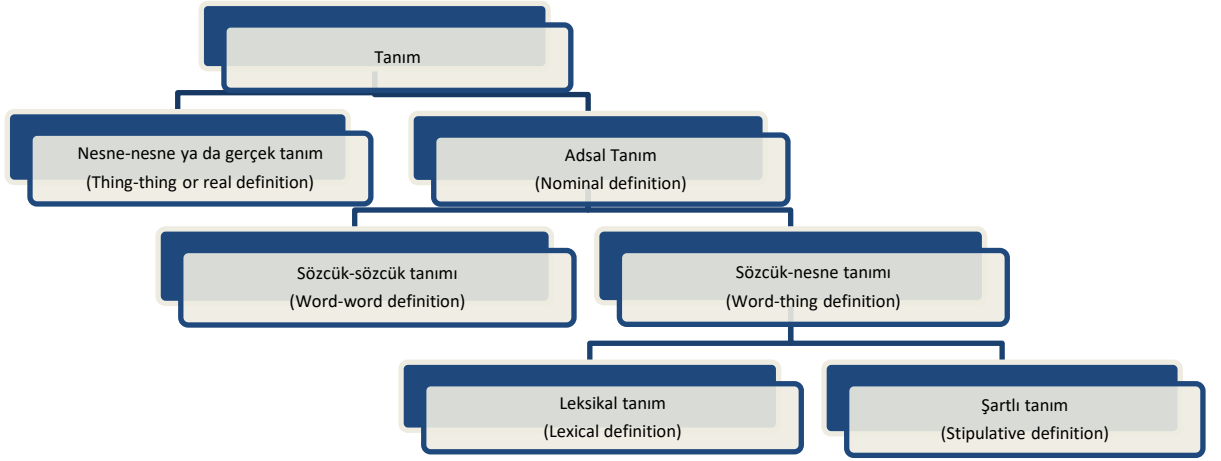 Tanım
Nesne-nesne ya da gerçek tanım
(Thing-thing or real definition)
Adsal Tanım
(Nominal definition)
Sözcük-sözcük tanımı
(Word-word definition)
Sözcük-nesne tanımı
(Word-thing definition)
Leksikal tanım
(Lexical definition)
Şartlı tanım
(Stipulative definition)